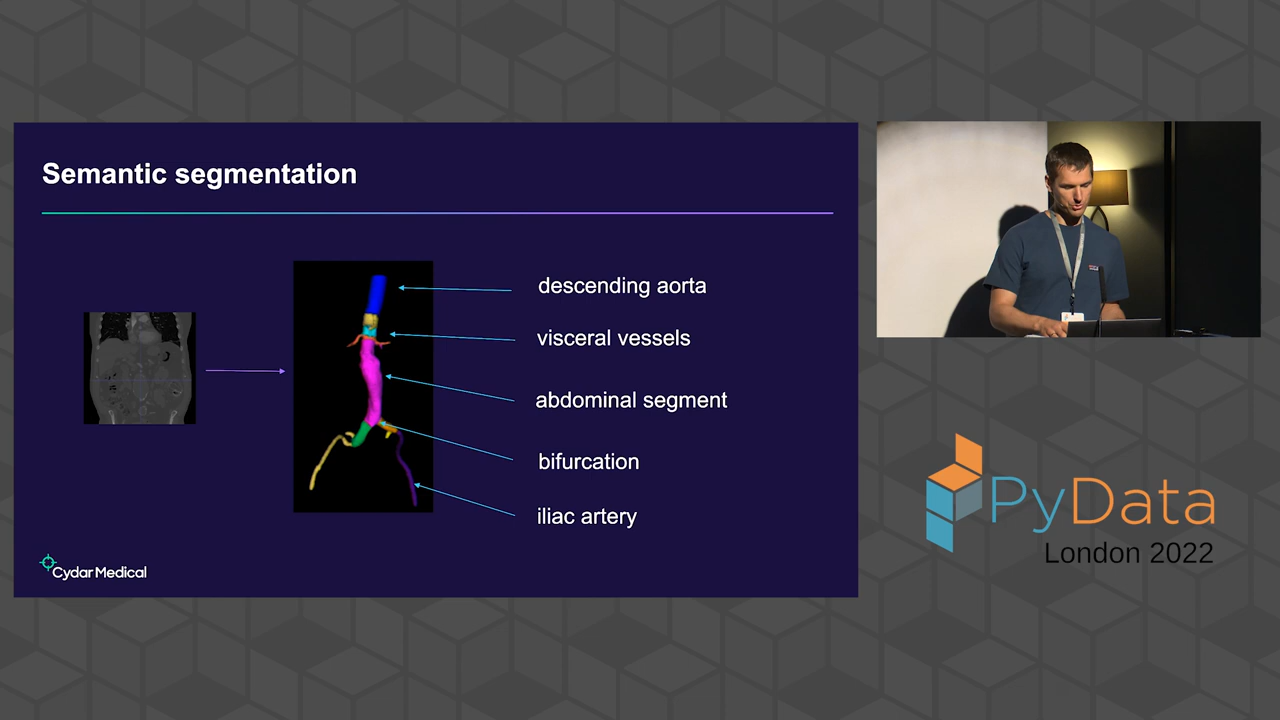 Semantic segmentation
descending aorta
visceral vessels
abdominal segment
bifurcation
iliac artery
Cydar Medical
PyData
London 2022